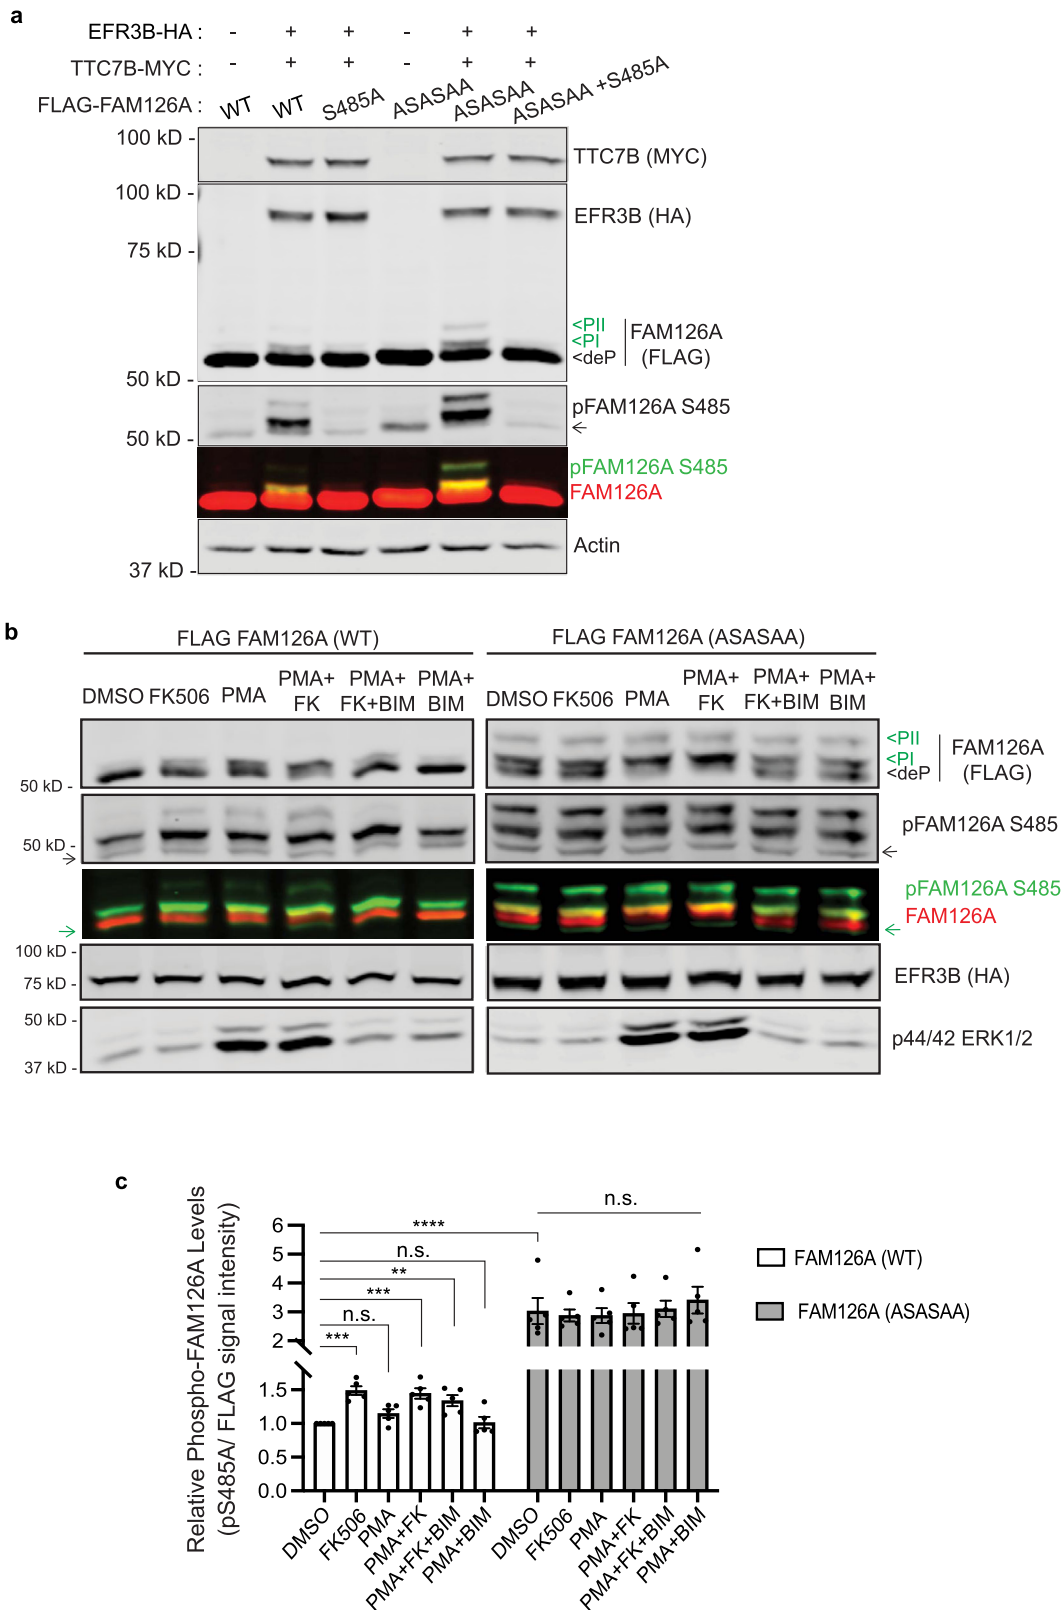 a
EFR3B-HA : - + + - + +
TTC7B-MYC : - + + - + +
FLAG-FAM126A : WT WT S485A ASASAA ASASAA ASASAA +S485A
100 kD -
TTC7B (MYC)
100 kD -
EFR3B (HA)
75 kD -
<PII
<PI
<deP
FAM126A
(FLAG)
50 kD -
pFAM126A S485
50 kD -
pFAM126A S485
FAM126A
Actin
37 kD -
b
FLAG FAM126A (WT)
FLAG FAM126A (ASASAA)
DMSO FK506 PMA PMA+ FK PMA+ FK+BIM PMA+ BIM
DMSO FK506 PMA PMA+ FK PMA+ FK+BIM PMA+ BIM
<PII
<PI
<deP
FAM126A
(FLAG)
50 kD -
pFAM126A S485
50 kD -
pFAM126A S485
FAM126A
100 kD -
75 kD -
EFR3B (HA)
50 kD -
p44/42 ERK1/2
37 kD -
c
Relative Phospho-FAM126A Levels
(pS485A/ FLAG signal intensity)
6
5
4
3
2
1.5
1.0
0.5
0.0
n.s.
****
n.s.
**
***
n.s.
***
FAM126A (WT)
FAM126A (ASASAA)
DMSO FK506 PMA PMA+FK PMA+FK+BIM PMA+BIM
DMSO FK506 PMA PMA+FK PMA+FK+BIM PMA+BIM